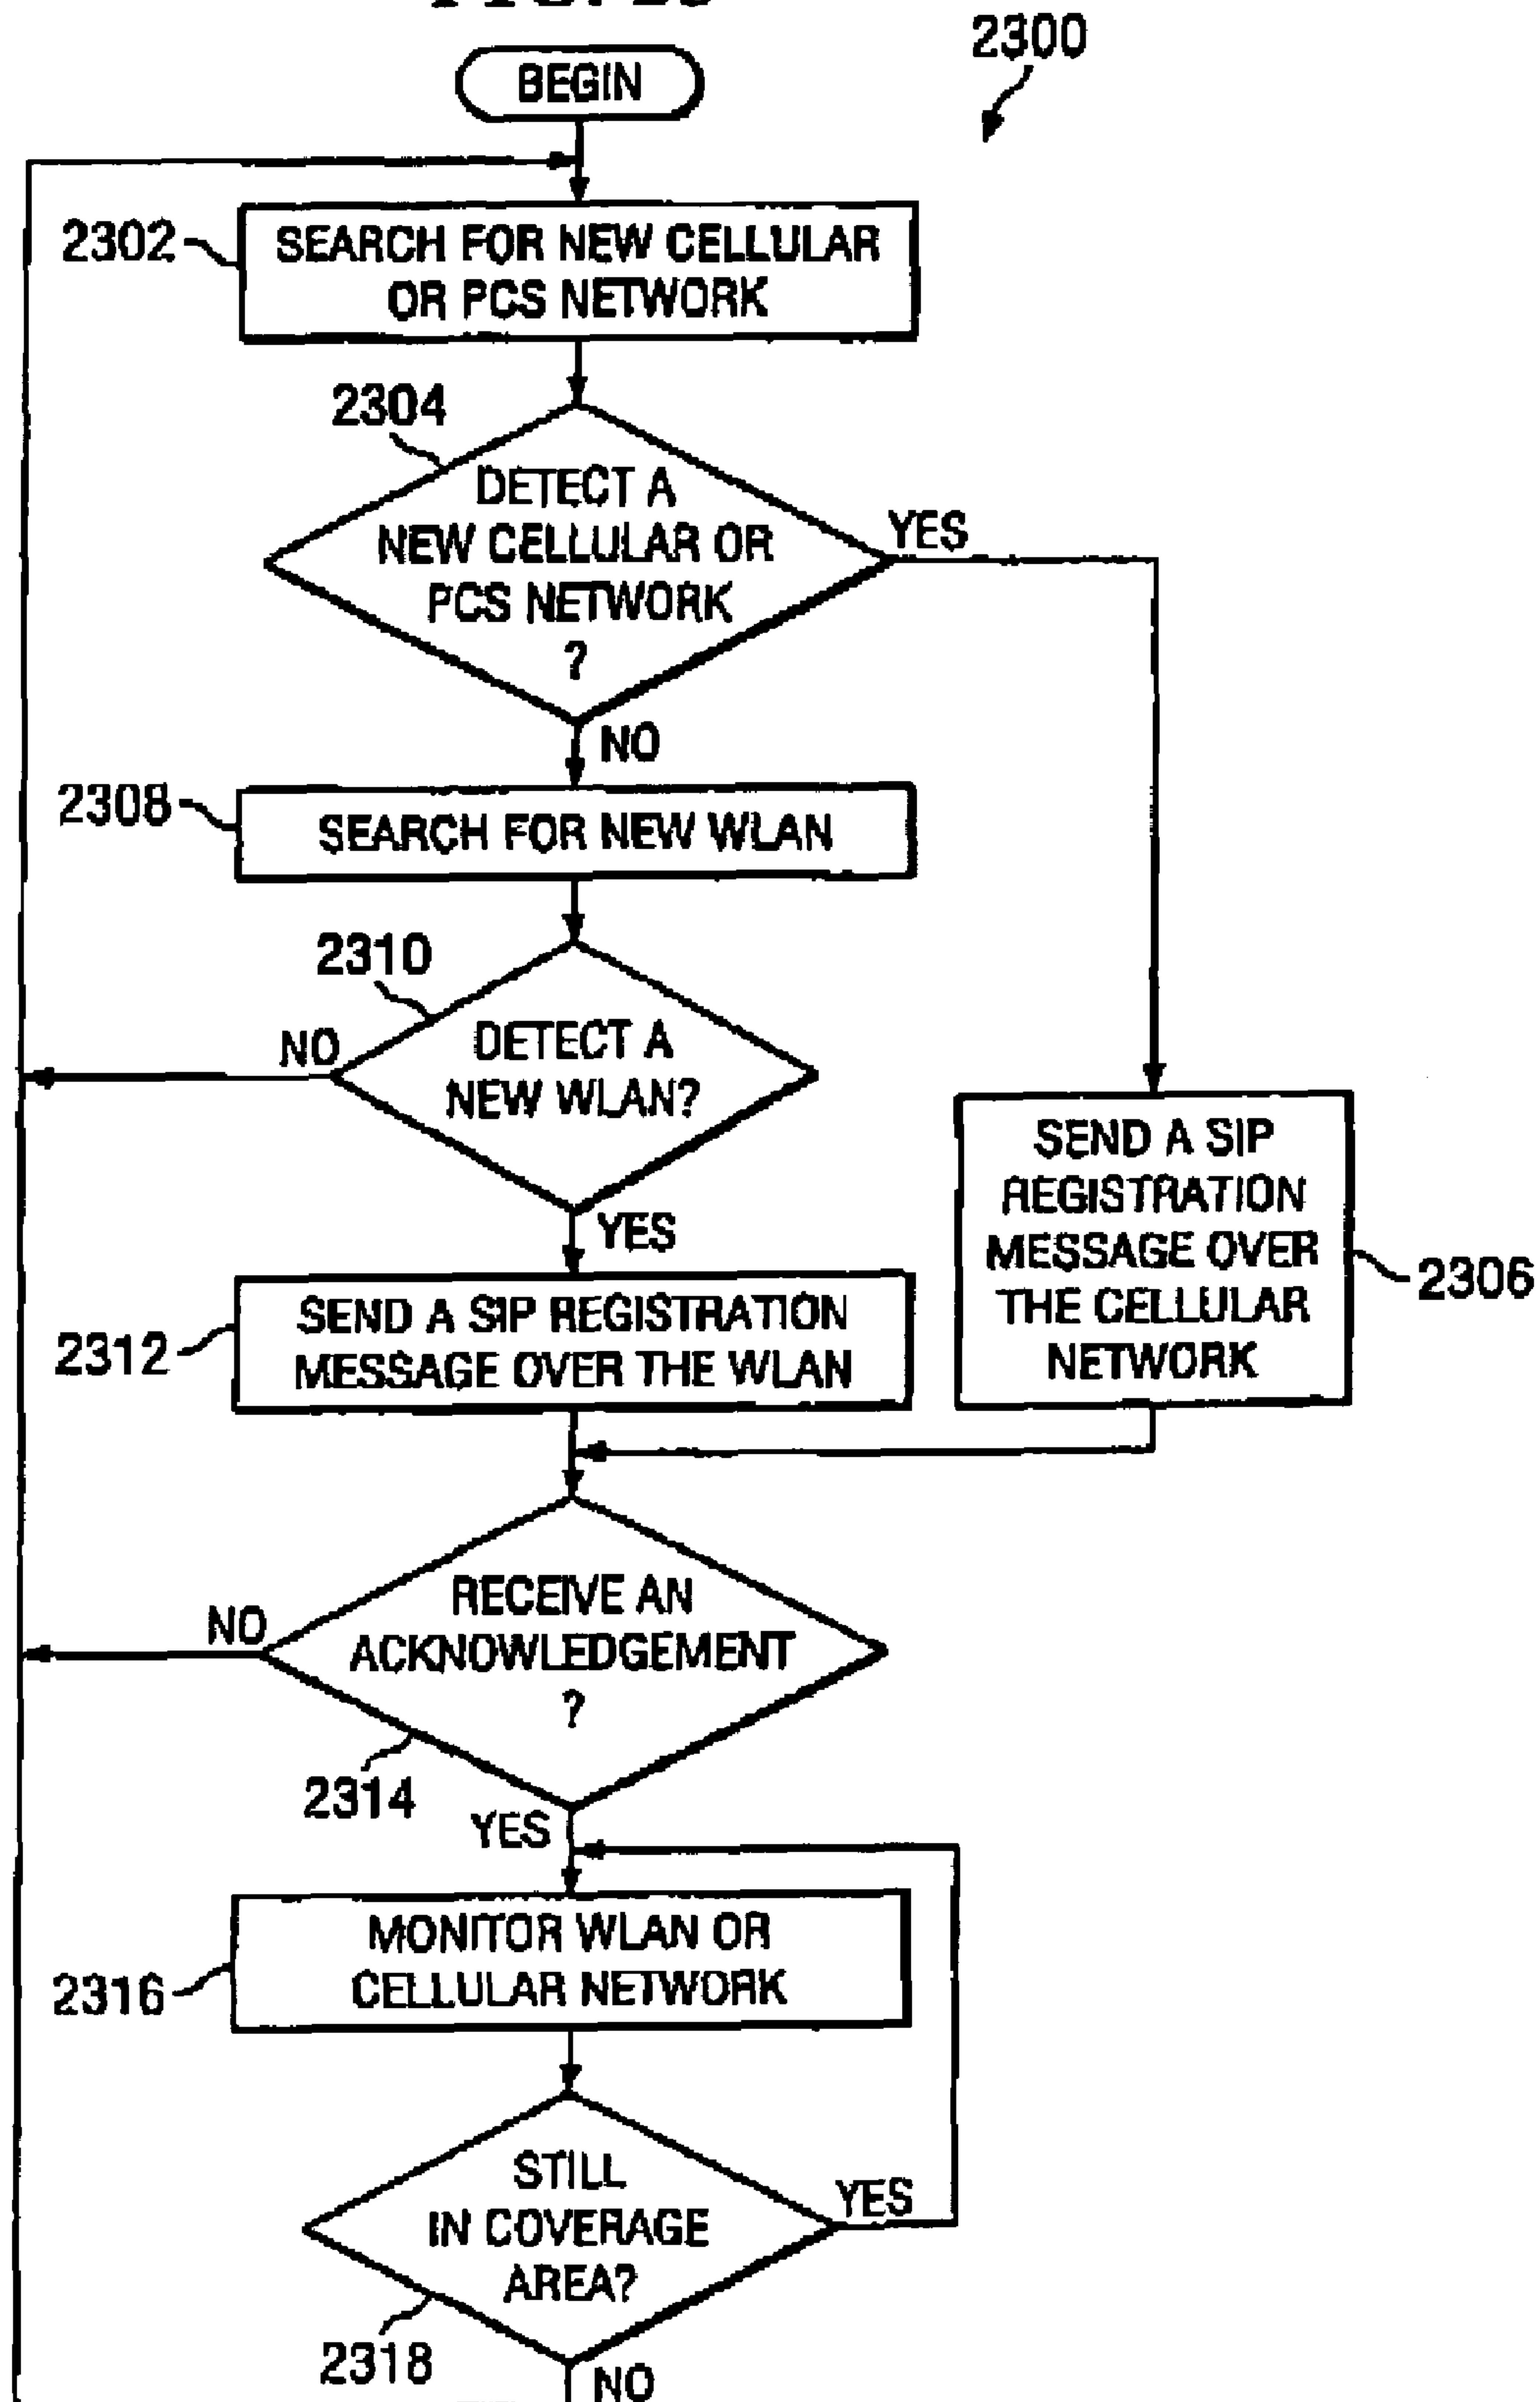 2300
BEGIN
2302
SEARCH FOR NEW CELLULAR
OR PCS NETWORK
2304
DETECT A
NEW CELLULAR OR
PCS NETWORK
?
YES
NO
2308
SEARCH FOR NEW WLAN
2310
DETECT A
NEW WLAN?
NO
YES
SEND A SIP
REGISTRATION
MESSAGE OVER
THE CELLULAR
NETWORK
2306
2312
SEND A SIP REGISTRATION
MESSAGE OVER THE WLAN
RECEIVE AN
ACKNOWLEDGEMENT
?
NO
2314
YES
2316
MONITOR WLAN OR
CELLULAR NETWORK
STILL
IN COVERAGE
AREA?
YES
2318
NO